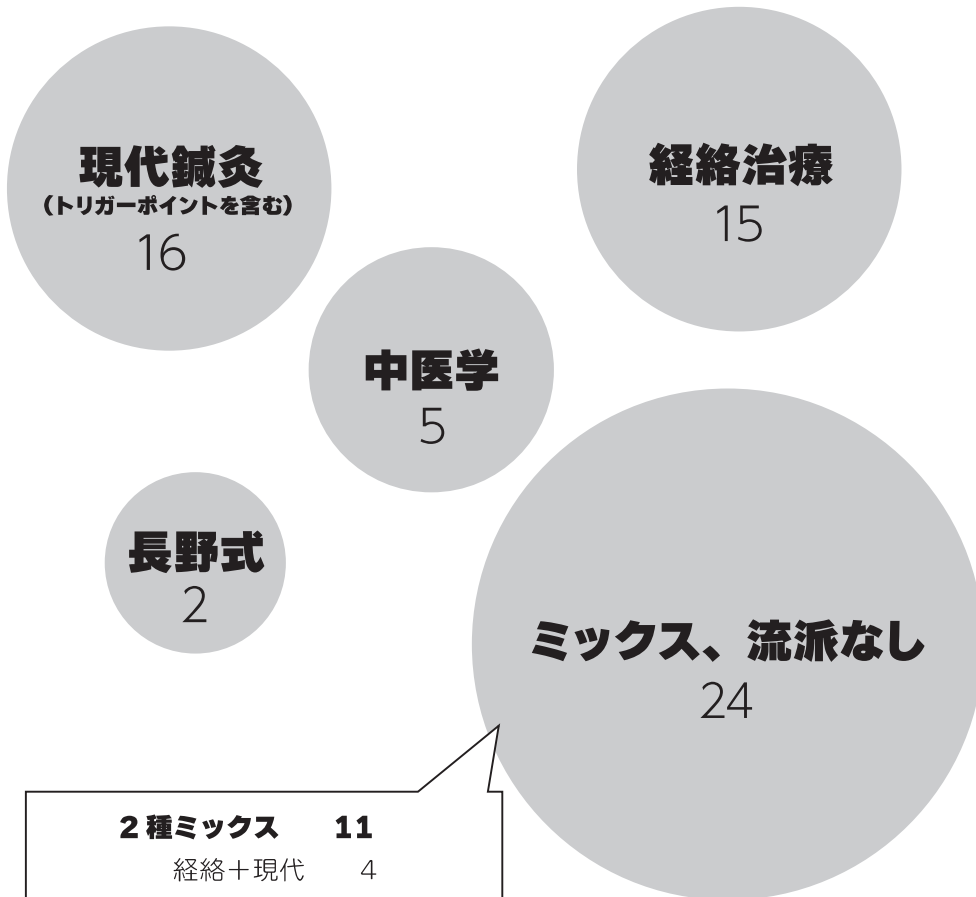 現代鍼灸
（トリガーポイントを含む）
16
経絡治療
15
中医学
5
長野式
2
ミックス、流派なし
24
2種ミックス　11
経絡＋現代　4